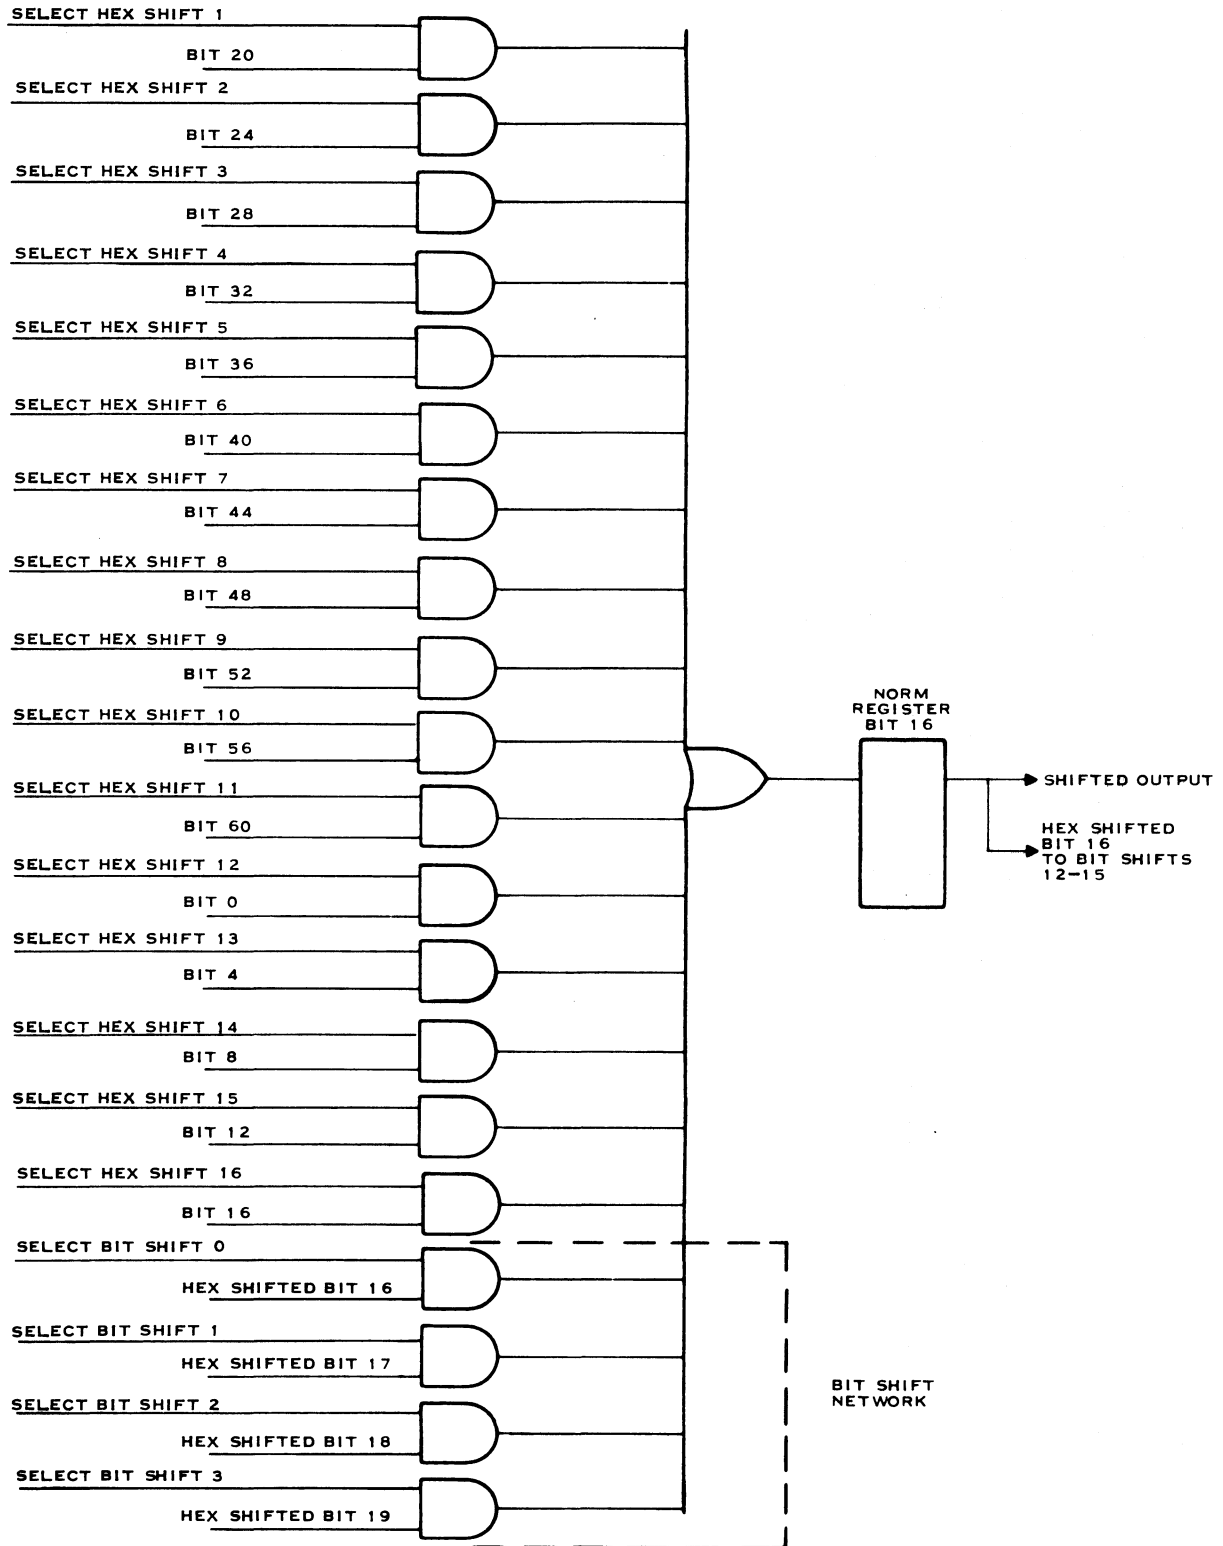 SELECT HEX SHIFT 1
BIT 20
SELECT HEX SHIFT 2
BIT 24
SELECT HEX SHIFT 3
BIT 28
SELECT HEX SHIFT 4
BIT 32
SELECT HEX SHIFT 5
BIT 36
SELECT HEX SHIFT 6
BIT 40
SELECT HEX SHIFT 7
BIT 44
SELECT HEX SHIFT 8
BIT 48
SELECT HEX SHIFT 9
BIT 52
SELECT HEX SHIFT 10
BIT 56
SELECT HEX SHIFT 11
BIT 60
SELECT HEX SHIFT 12
BIT 0
SELECT HEX SHIFT 13
BIT 4
SELECT HEX SHIFT 14
BIT 8
SELECT HEX SHIFT 15
BIT 12
SELECT HEX SHIFT 16
BIT 16
SELECT BIT SHIFT 0
HEX SHIFTED BIT 16
SELECT BIT SHIFT 1
HEX SHIFTED BIT 17
SELECT BIT SHIFT 2
HEX SHIFTED BIT 18
SELECT BIT SHIFT 3
HEX SHIFTED BIT 19
NORM
REGISTER
BIT 16
SHIFTED OUTPUT
HEX SHIFTED
BIT 16
TO BIT SHIFTS
12-15
BIT SHIFT
NETWORK